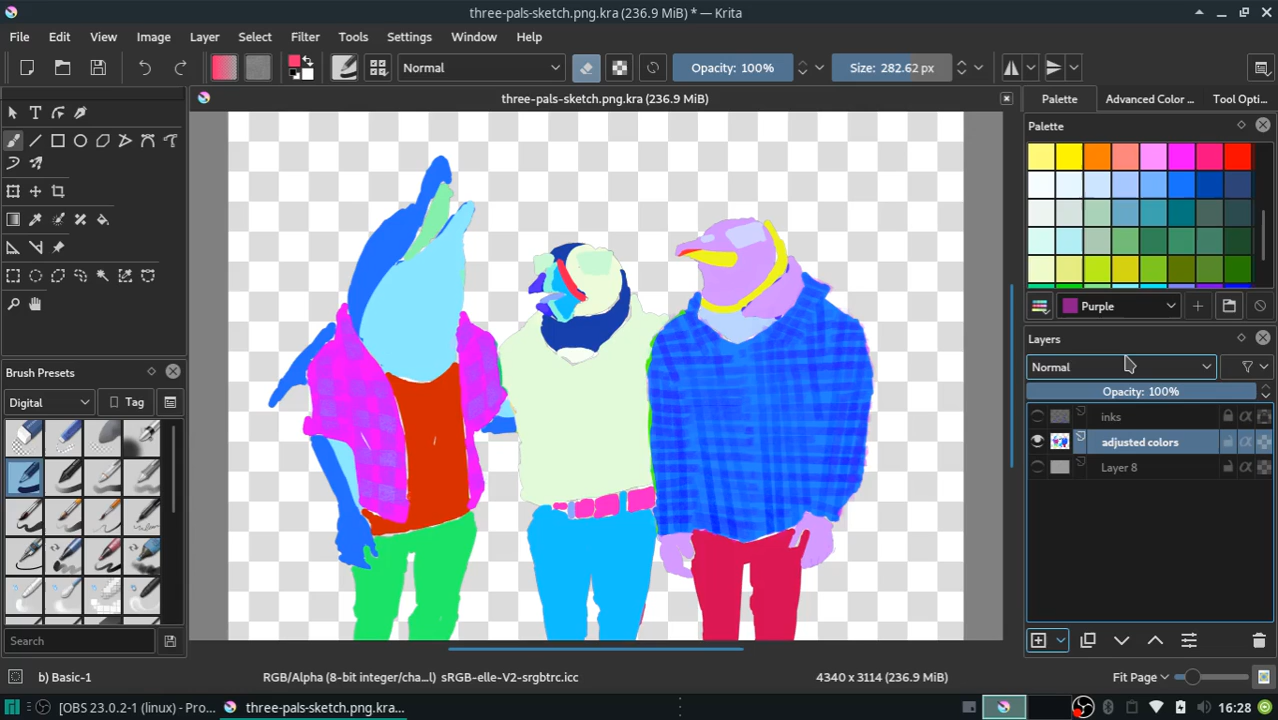 three-pals-sketch.png.kra (236.9 MiB) * — Krita
File Edit View Image Layer Select Filter Tools Settings Window Help
Normal Opacity: 100% Size: 282.62 px
three-pals-sketch.png.kra (236.9 MiB)
Palette Advanced Color ... Tool Opti...
Palette
Purple
Layers
Normal
Opacity: 100%
inks
adjusted colors
Layer 8
Brush Presets
Digital Tag
Search
b) Basic-1 RGB/Alpha (8-bit integer/cha...l) sRGB-elle-V2-srgbtrc.icc 4340 x 3114 (236.9 MiB) Fit Page
[OBS 23.0.2-1 (linux) - Pro... three-pals-sketch.png.kra... 16:28